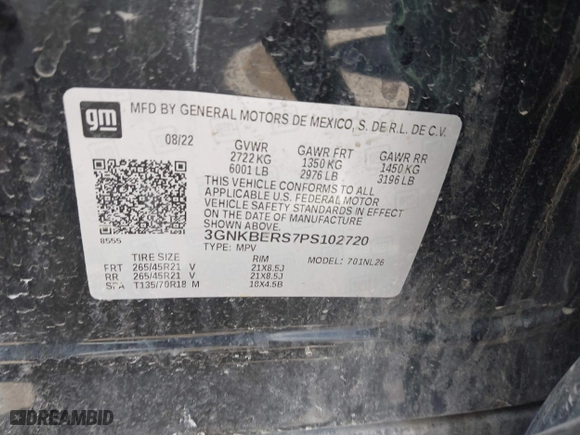 gm
MFD BY GENERAL MOTORS DE MEXICO, S. DE R.L. DE C.V.
08/22 GVWR GAWR FRT GAWR RR
2722 KG 1350 KG 1450 KG
6001 LB 2976 LB 3196 LB
THIS VEHICLE CONFORMS TO ALL
APPLICABLE U.S. FEDERAL MOTOR
VEHICLE SAFETY STANDARDS IN EFFECT
ON THE DATE OF MANUFACTURE
SHOWN ABOVE.
8555
3GNKBERS7PS102720
TYPE: MPV MODEL: 701NL26
TIRE SIZE RIM
FRT 265/45R21 V 21X8.5J
RR 265/45R21 V 21X8.5J
SPA T135/70R18 M 18X4.5B
DREAMBID